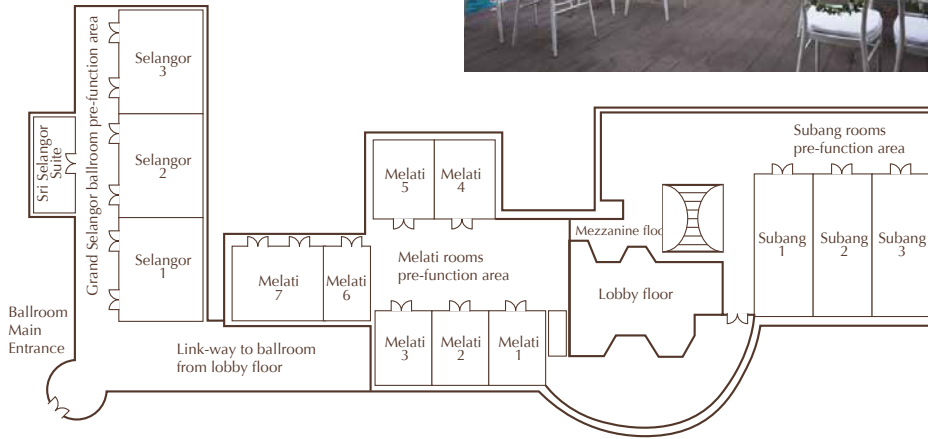 Grand Selangor ballroom pre-function area
Selangor
3
Selangor
2
Selangor
1
Sri Selangor
Suite
Ballroom
Main
Entrance
Link-way to ballroom
from lobby floor
Melati
5
Melati
4
Melati
7
Melati
6
Melati rooms
pre-function area
Melati
3
Melati
2
Melati
1
Mezzanine floo
Lobby floor
Subang rooms
pre-function area
Subang
1
Subang
2
Subang
3